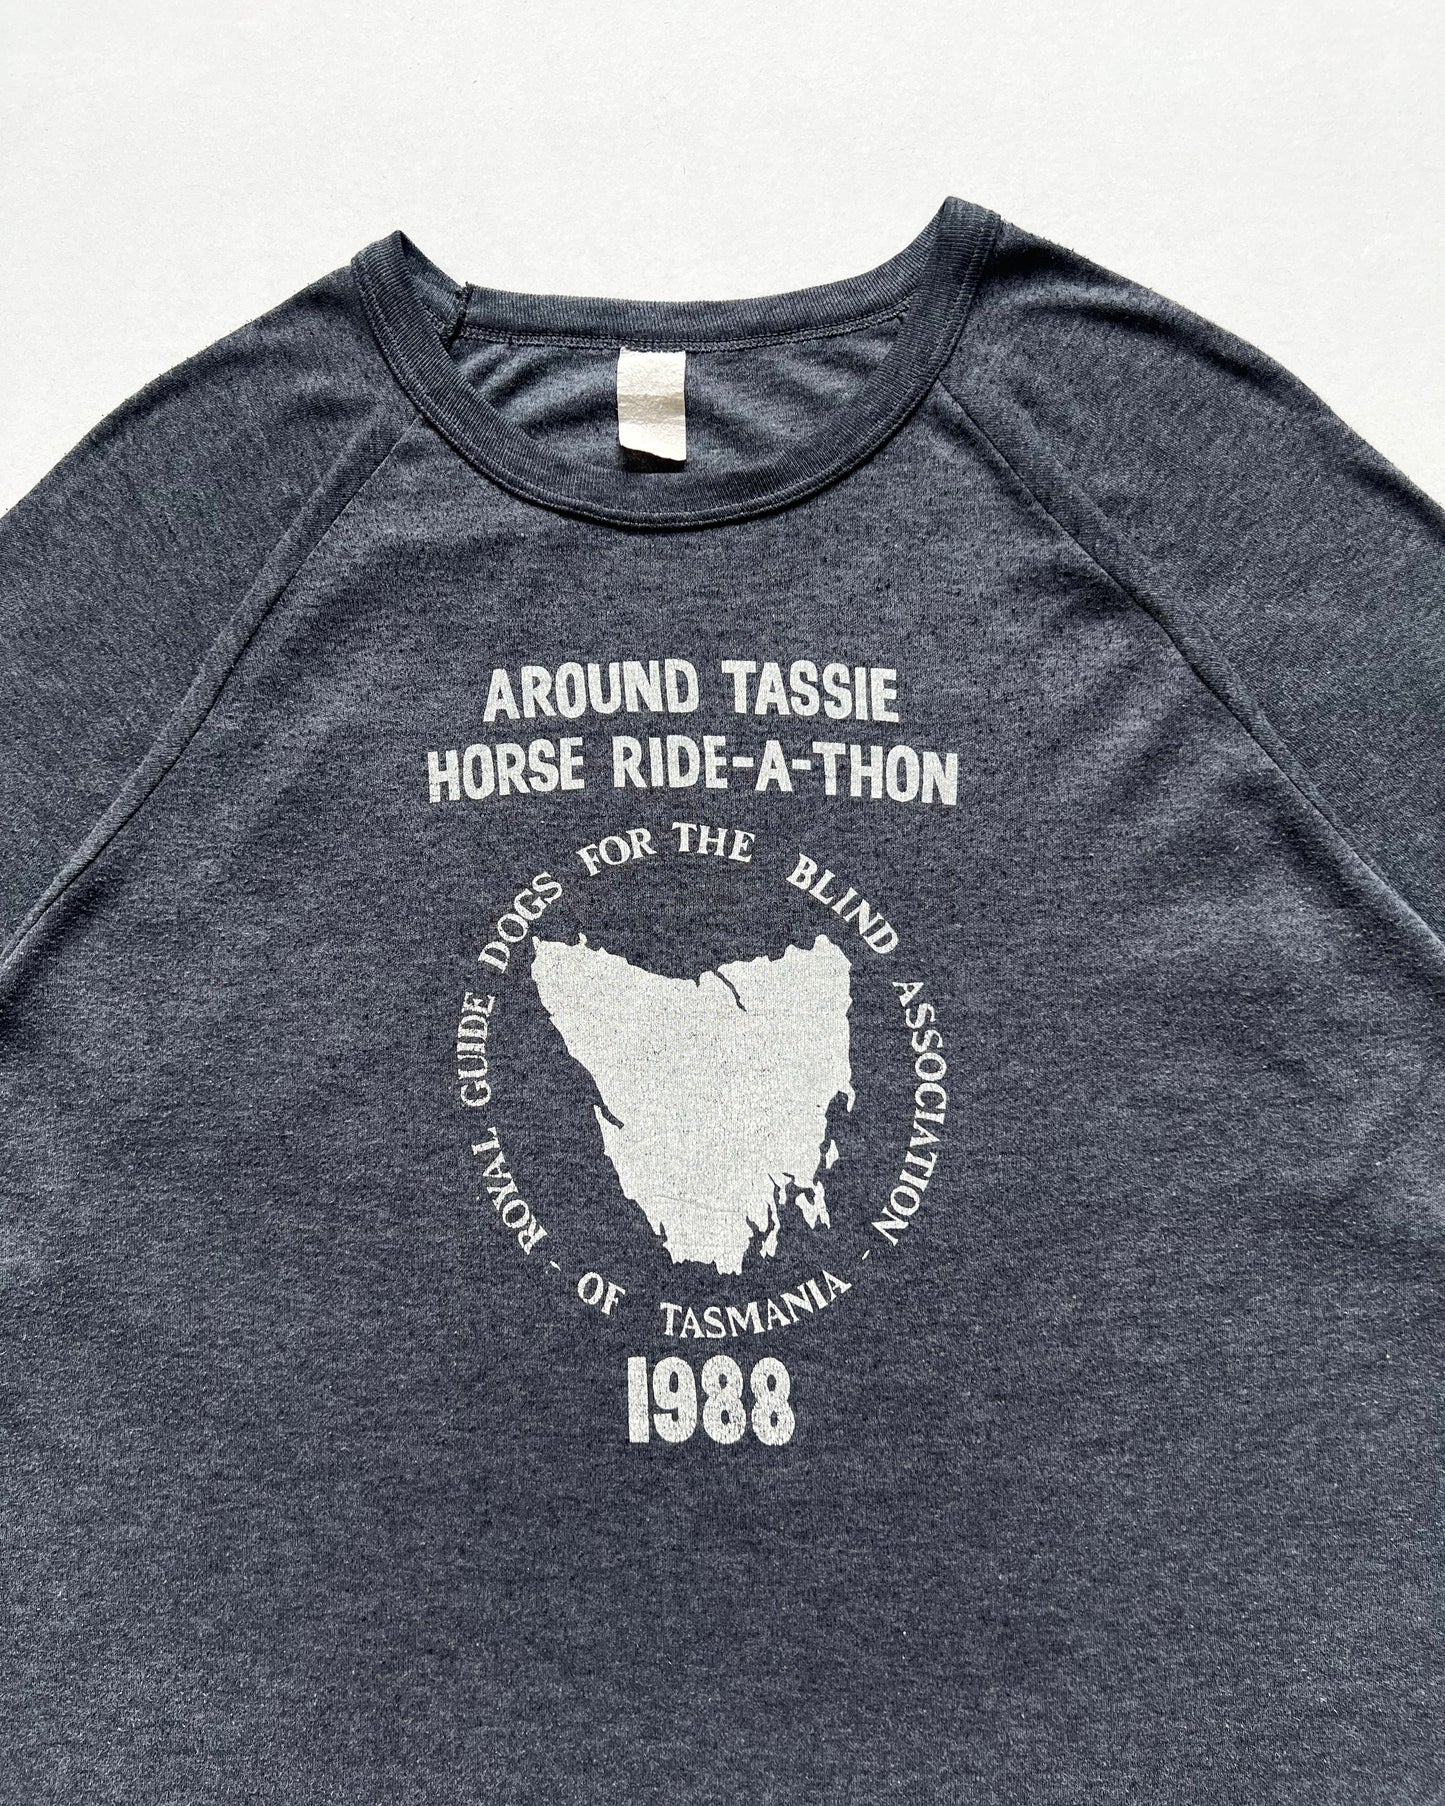 AROUND TASSIE
HORSE RIDE-A-THON
- ROYAL GUIDE DOGS FOR THE BLIND ASSOCIATION -
OF TASMANIA
1988